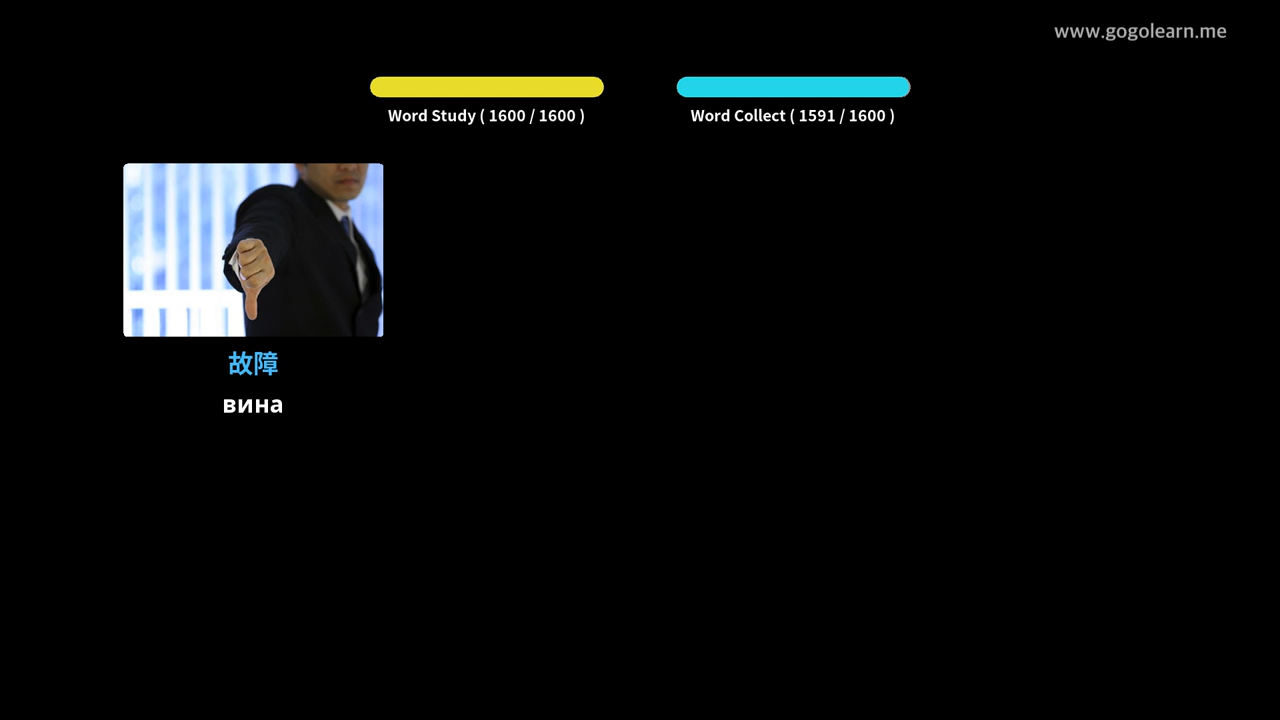 www.gogolearn.me
Word Study ( 1600 / 1600 )
Word Collect ( 1591 / 1600 )
故障
вина